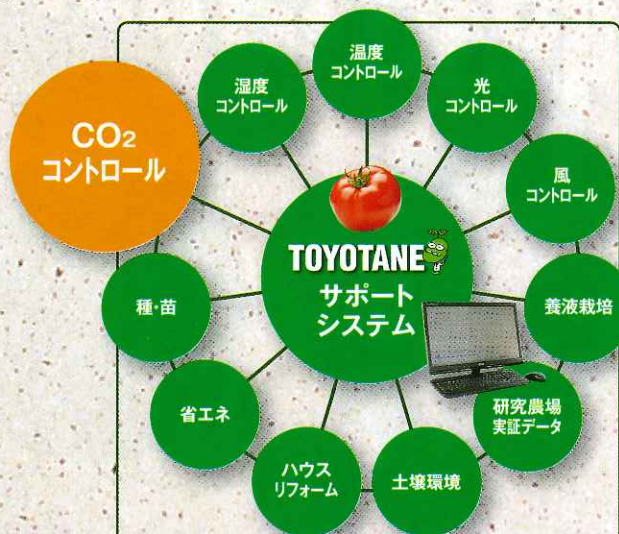 温度
コントロール
湿度
コントロール
光
コントロール
CO₂
コントロール
風
コントロール
TOYOTANE
サポート
システム
種・苗
養液栽培
省エネ
研究農場
実証データ
ハウス
リフォーム
土壌環境